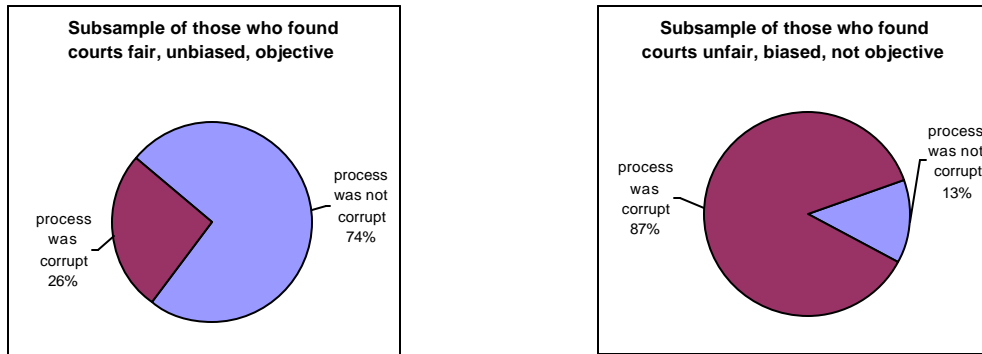 Subsample of those who found
courts fair, unbiased, objective
process
was not
corrupt
74%
process
was
corrupt
26%
Subsample of those who found
courts unfair, biased, not objective
process
was not
corrupt
13%
process
was
corrupt
87%